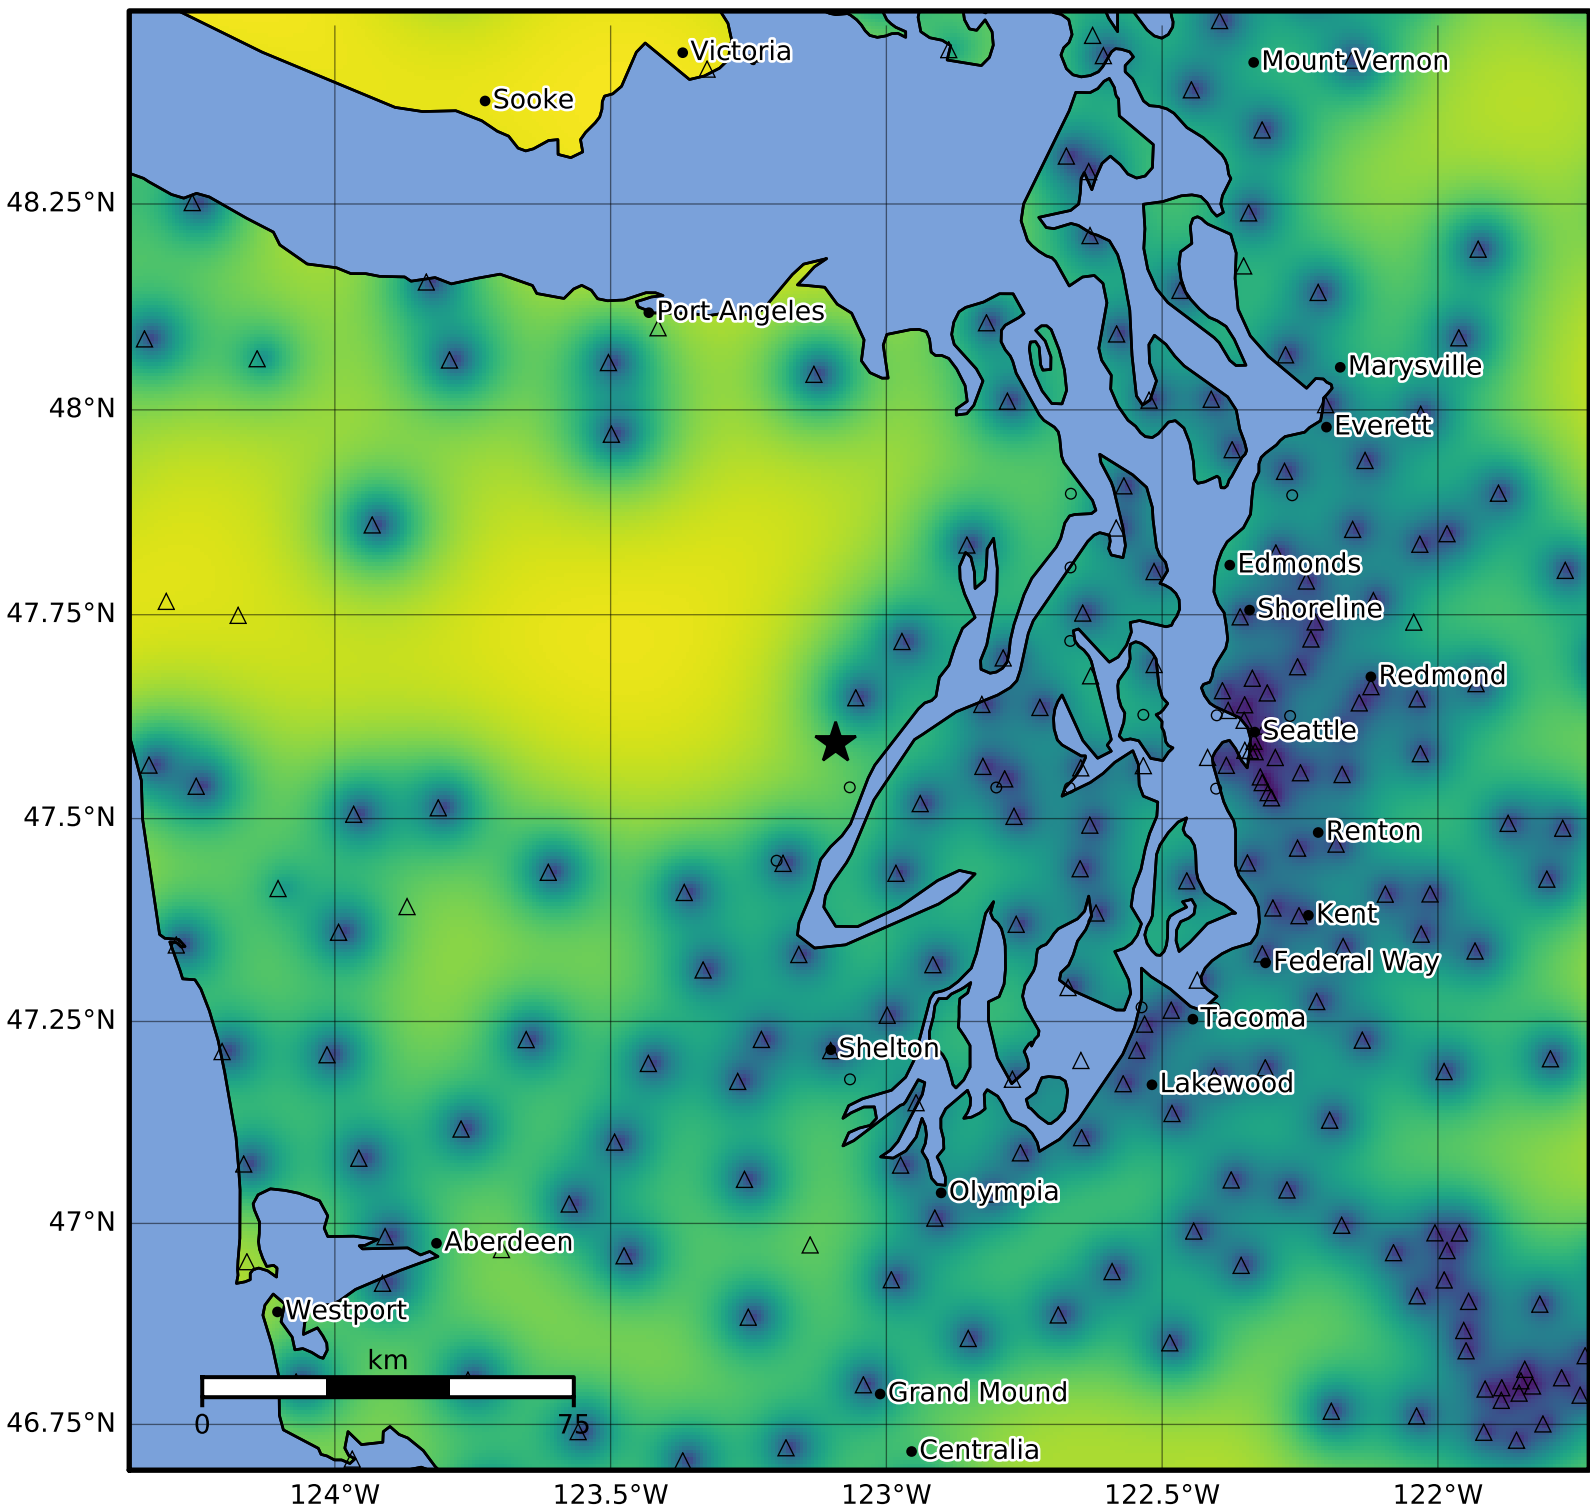 Victoria
Mount Vernon
Sooke
48.25°N
Port Angeles
Marysville
48°N
Everett
Edmonds
Shoreline
47.75°N
Redmond
Seattle
47.5°N
Renton
Kent
Federal Way
47.25°N
Tacoma
Shelton
Lakewood
Olympia
47°N
Aberdeen
Westport
km
Grand Mound
0
75
46.75°N
Centralia
124°W
123.5°W
123°W
122.5°W
122°W